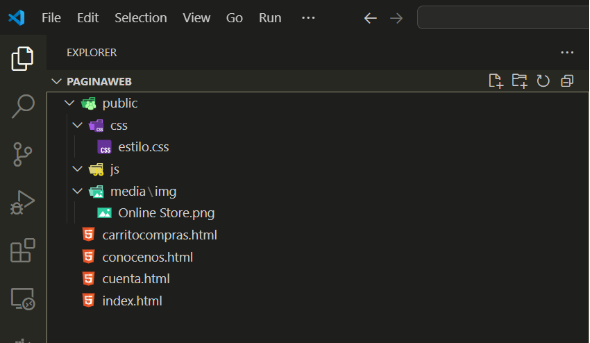 File Edit Selection View Go Run ...
EXPLORER ...
PAGINAWEB
public
css
CSS estilo.css
js
media\img
Online Store.png
carritocompras.html
conocenos.html
cuenta.html
index.html